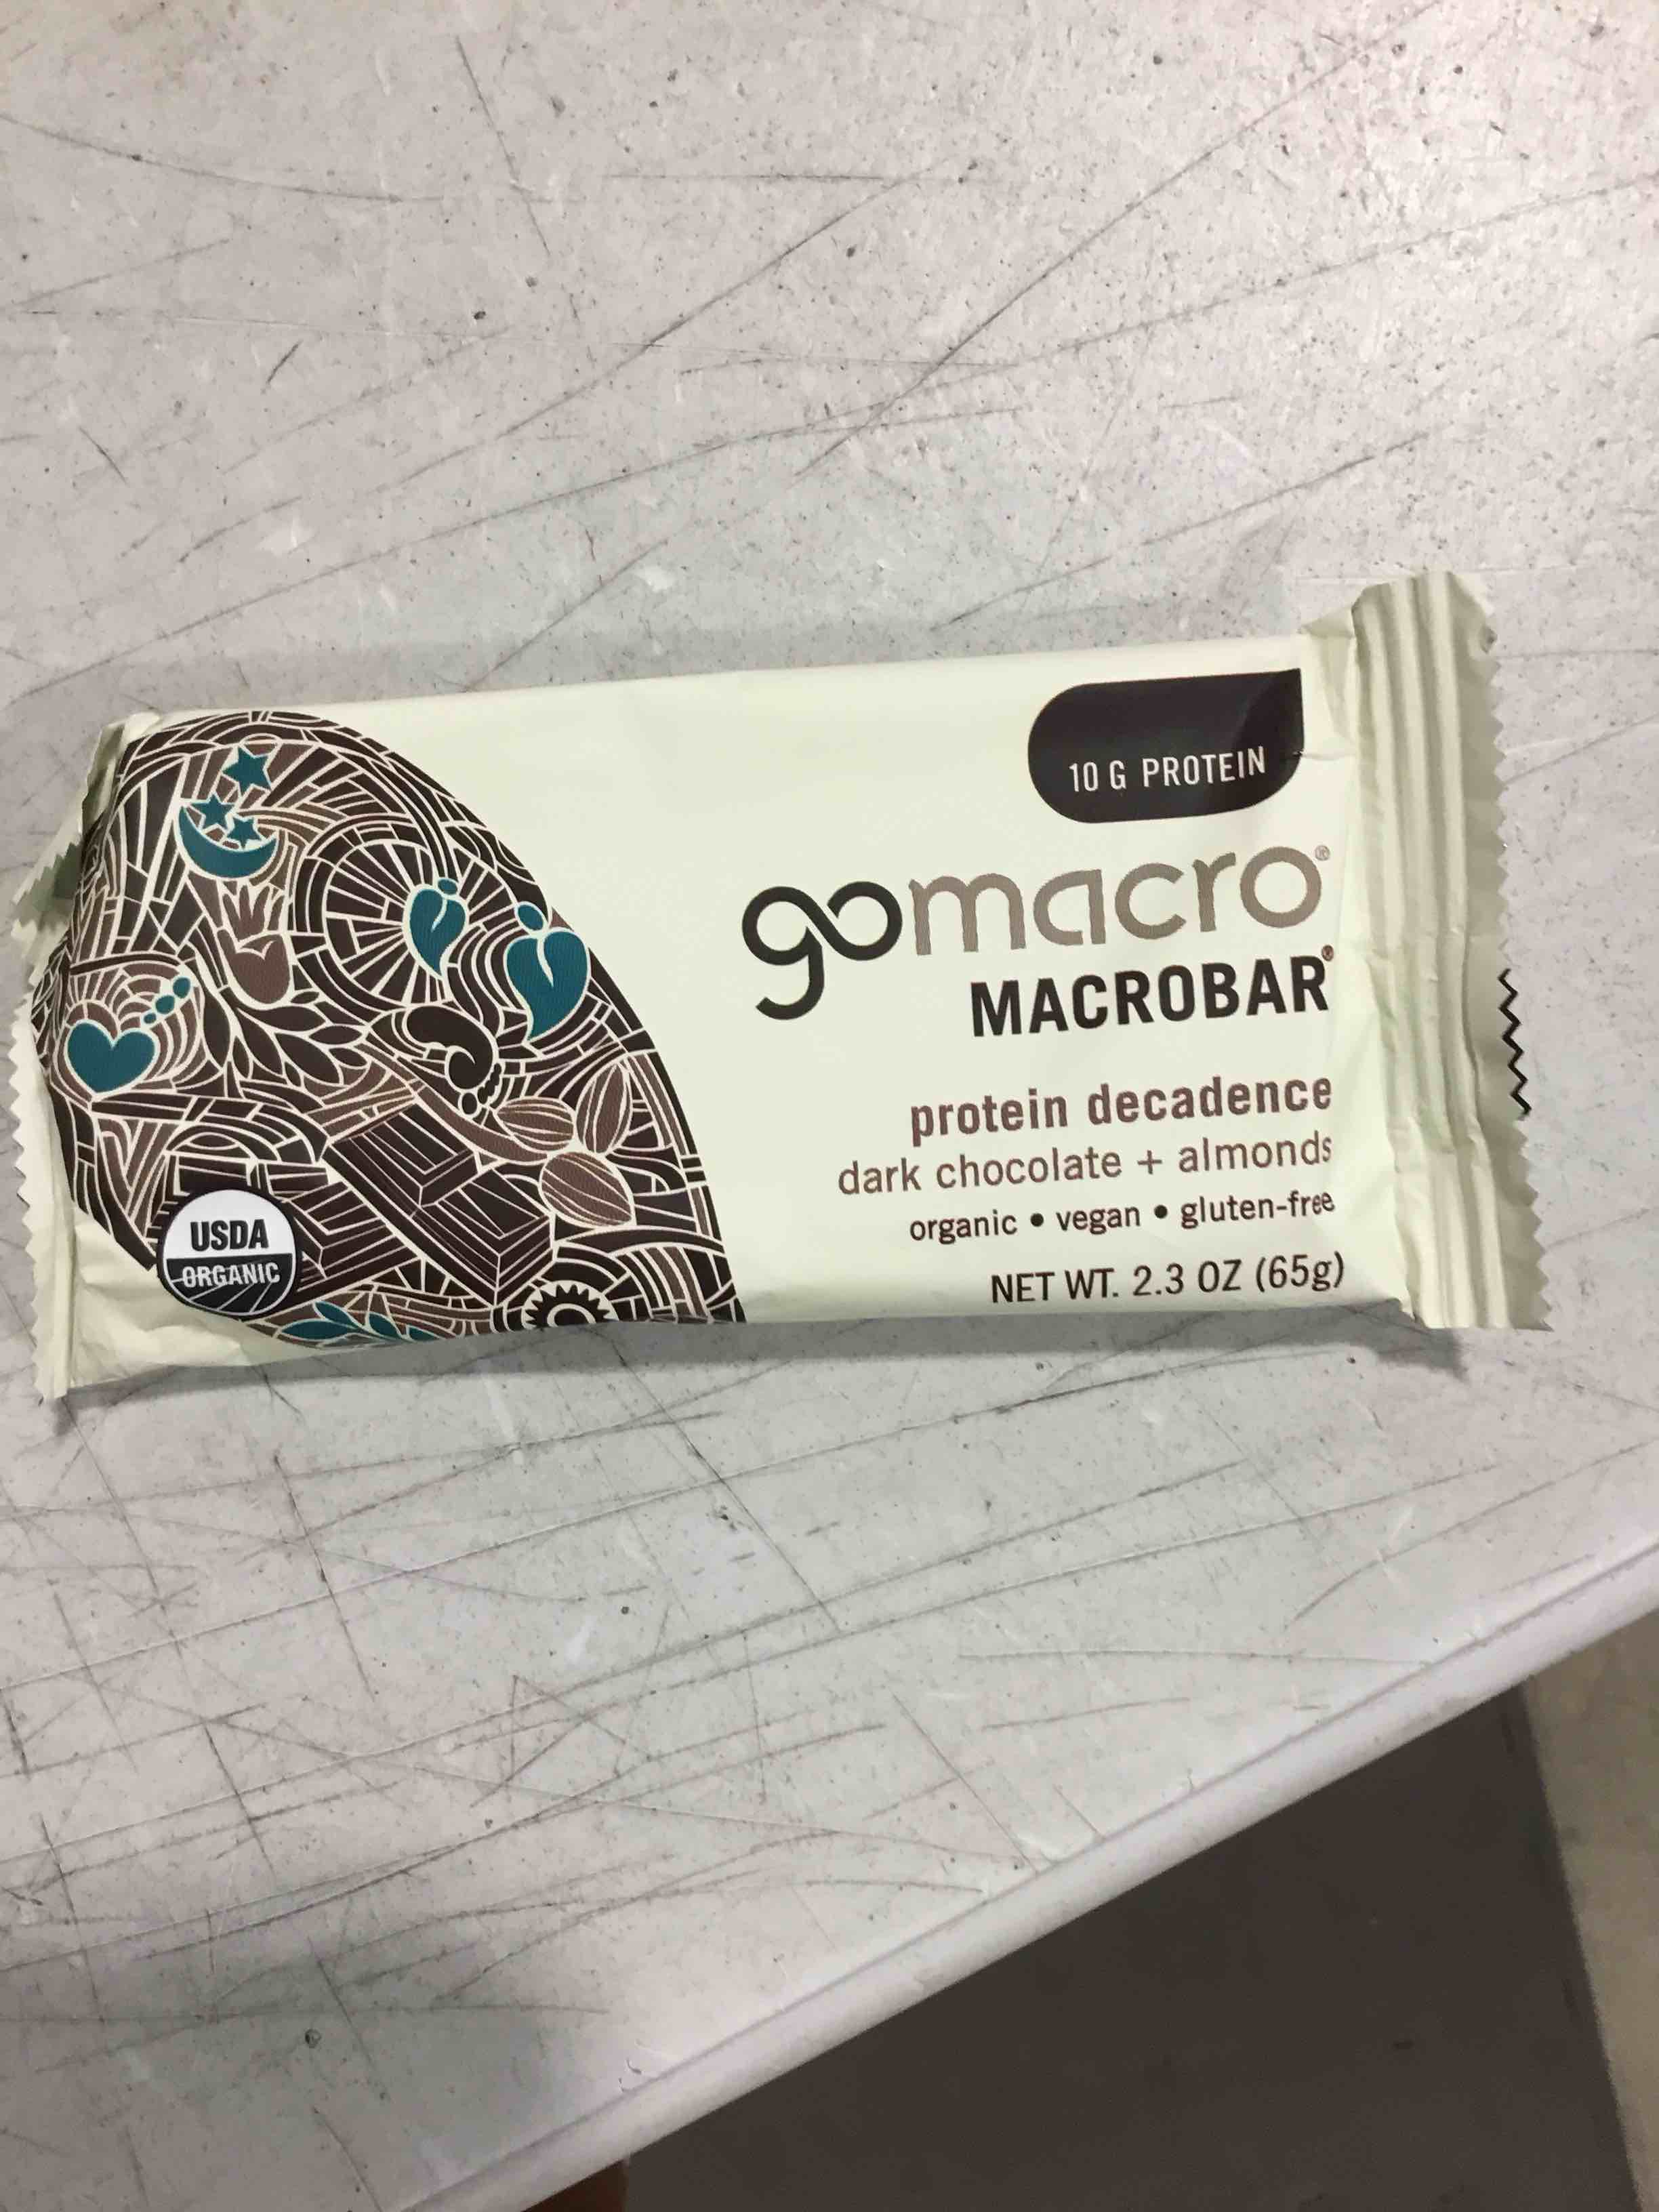 10 G PROTEIN
gomacro®
MACROBAR®
protein decadence
dark chocolate + almonds
organic • vegan • gluten-free
NET WT. 2.3 OZ (65g)
USDA
ORGANIC